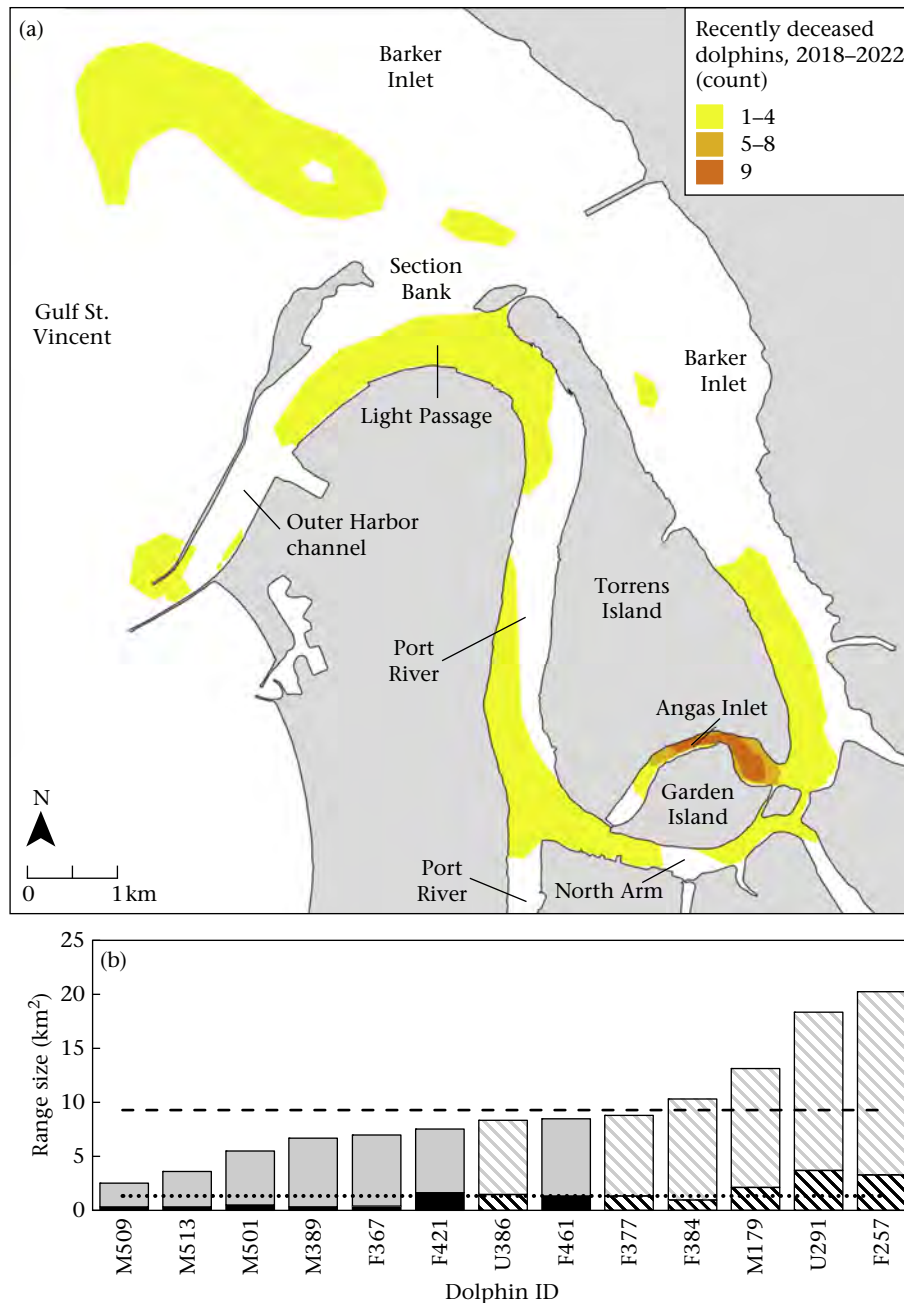 (a)
Recently deceased
dolphins, 2018–2022
(count)
1–4
5–8
9
Barker
Inlet
Section
Bank
Gulf St.
Vincent
Barker
Inlet
Light Passage
Outer Harbor
channel
Torrens
Island
Port
River
Angas Inlet
Garden
Island
N
0 1 km
Port
River
North Arm
(b)
Range size (km²)
25
20
15
10
5
0
M509
M513
M501
M389
F367
F421
U386
F461
F377
F384
M179
U291
F257
Dolphin ID